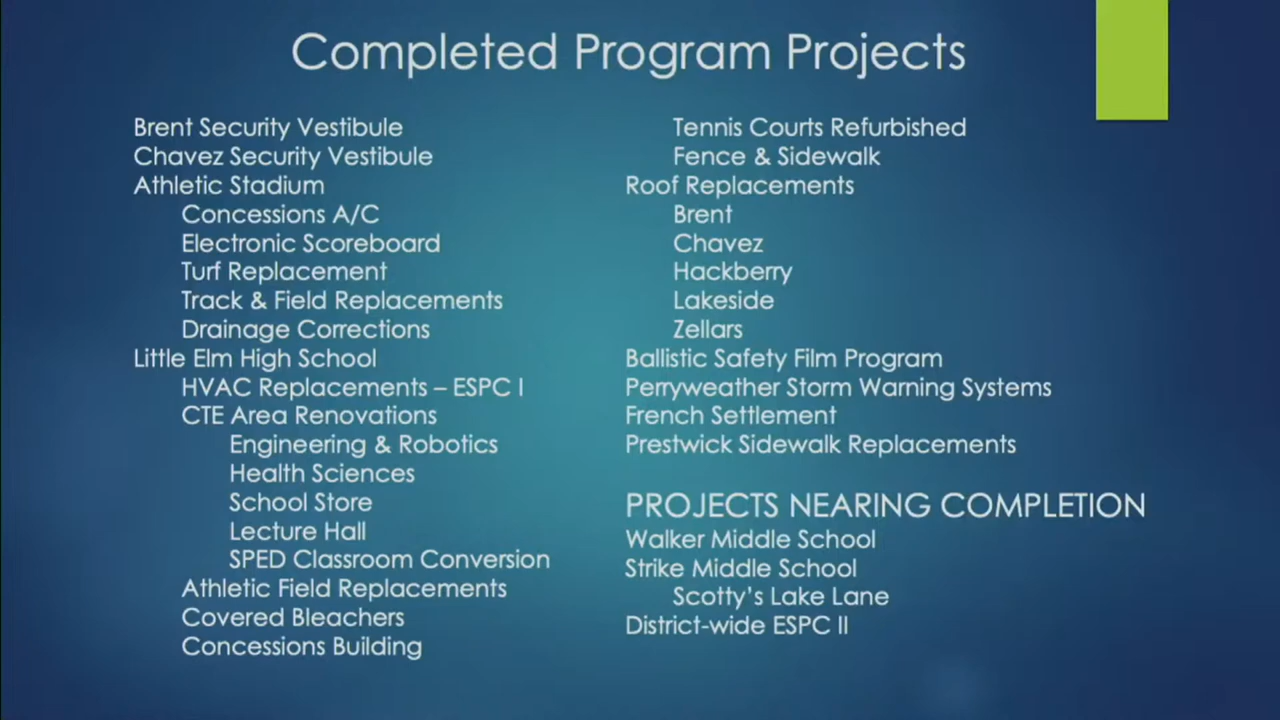 Completed Program Projects
Brent Security Vestibule
Chavez Security Vestibule
Athletic Stadium
Concessions A/C
Electronic Scoreboard
Turf Replacement
Track & Field Replacements
Drainage Corrections
Little Elm High School
HVAC Replacements – ESPC I
CTE Area Renovations
Engineering & Robotics
Health Sciences
School Store
Lecture Hall
SPED Classroom Conversion
Athletic Field Replacements
Covered Bleachers
Concessions Building
Tennis Courts Refurbished
Fence & Sidewalk
Roof Replacements
Brent
Chavez
Hackberry
Lakeside
Zellars
Ballistic Safety Film Program
Perryweather Storm Warning Systems
French Settlement
Prestwick Sidewalk Replacements
PROJECTS NEARING COMPLETION
Walker Middle School
Strike Middle School
Scotty's Lake Lane
District-wide ESPC II